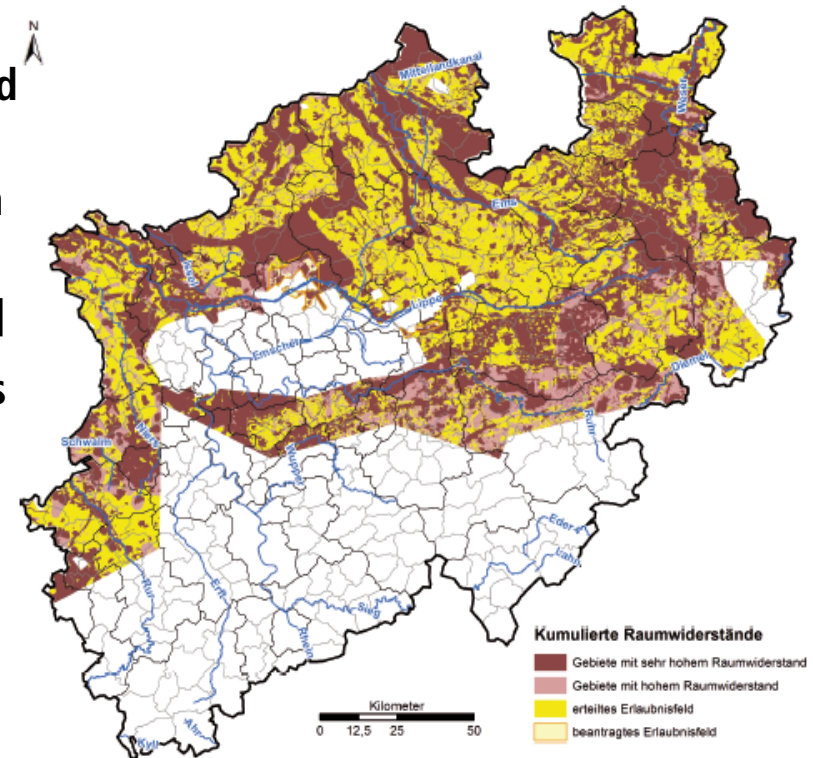 N
d
l
s
Mittellandkanal
Weser
Ems
Issel
Lippe
Emscher
Diemel
Ruhr
Schwalm
Niers
Wupper
Eder
Lahn
Rur
Erft
Sieg
Rhein
Ahr
Kyll
Kumulierte Raumwiderstände
Gebiete mit sehr hohem Raumwiderstand
Gebiete mit hohem Raumwiderstand
erteiltes Erlaubnisfeld
beantragtes Erlaubnisfeld
Kilometer
0 12,5 25 50